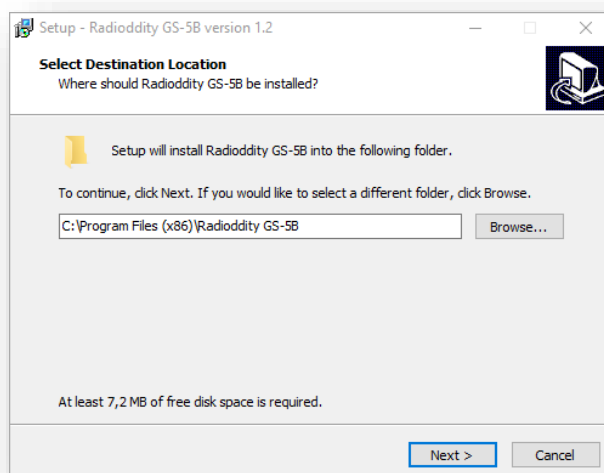 Setup - Radioddity GS-5B version 1.2
Select Destination Location
Where should Radioddity GS-5B be installed?
Setup will install Radioddity GS-5B into the following folder.
To continue, click Next. If you would like to select a different folder, click Browse.
C:\Program Files (x86)\Radioddity GS-5B
Browse...
At least 7,2 MB of free disk space is required.
Next >
Cancel